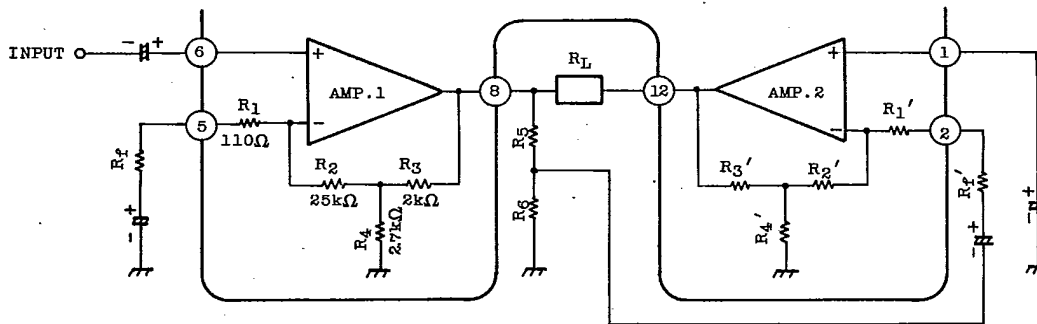 INPUT
- +
6
+
AMP.1
-
5
R1
110Ω
Rf
+
-
R2
25kΩ
R3
2kΩ
R4
2.7kΩ
8
RL
12
R5
R6
+
AMP.2
-
1
R1'
2
R3'
R2'
R4'
Rf'
+
-
+
-